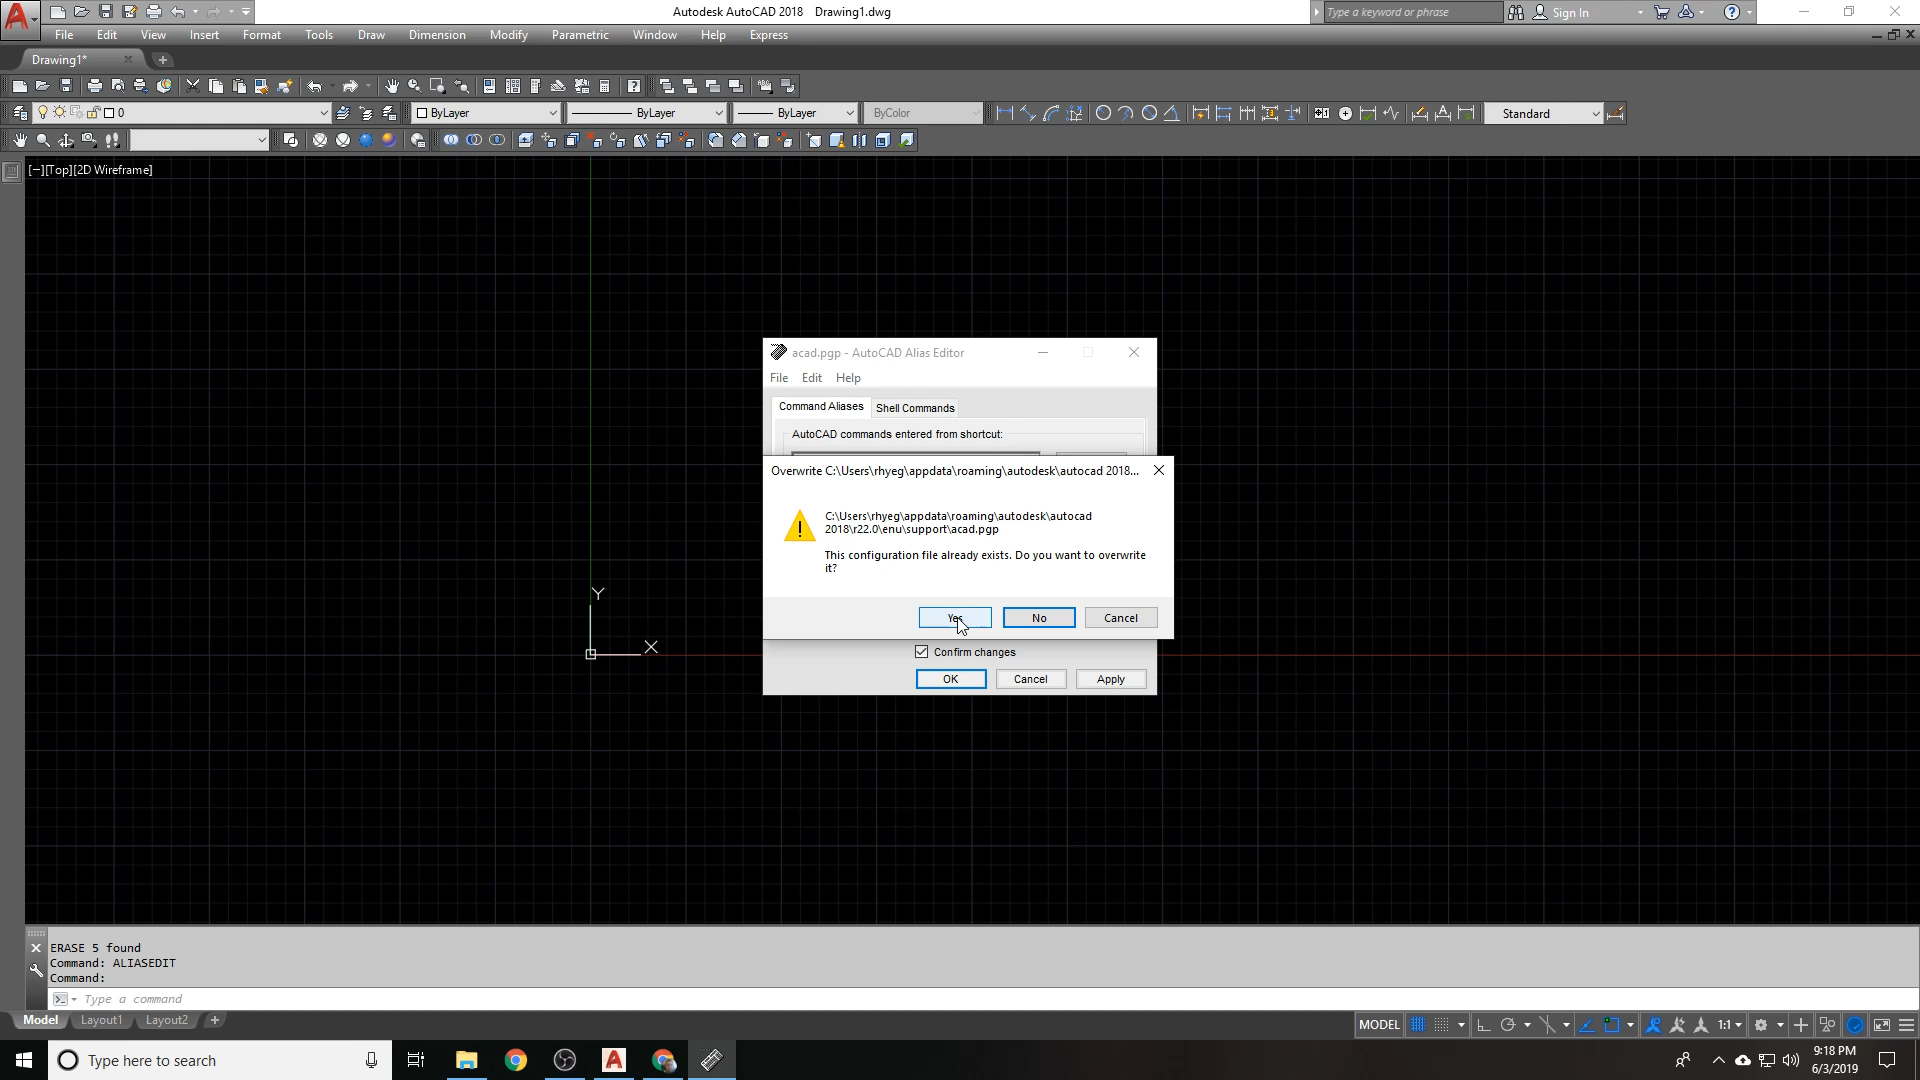 Autodesk AutoCAD 2018 Drawing1.dwg
Type a keyword or phrase
Sign In
File Edit View Insert Format Tools Draw Dimension Modify Parametric Window Help Express
Drawing1*
0
ByLayer
ByLayer
ByLayer
ByColor
Standard
[−][Top][2D Wireframe]
acad.pgp - AutoCAD Alias Editor
File Edit Help
Command Aliases Shell Commands
AutoCAD commands entered from shortcut:
Overwrite C:\Users\rhyeg\appdata\roaming\autodesk\autocad 2018...
C:\Users\rhyeg\appdata\roaming\autodesk\autocad
2018\r22.0\enu\support\acad.pgp
This configuration file already exists. Do you want to overwrite
it?
Yes No Cancel
Confirm changes
OK Cancel Apply
Y
X
ERASE 5 found
Command: ALIASEDIT
Command:
Type a command
Model Layout1 Layout2
MODEL
1:1
Type here to search
9:18 PM
6/3/2019